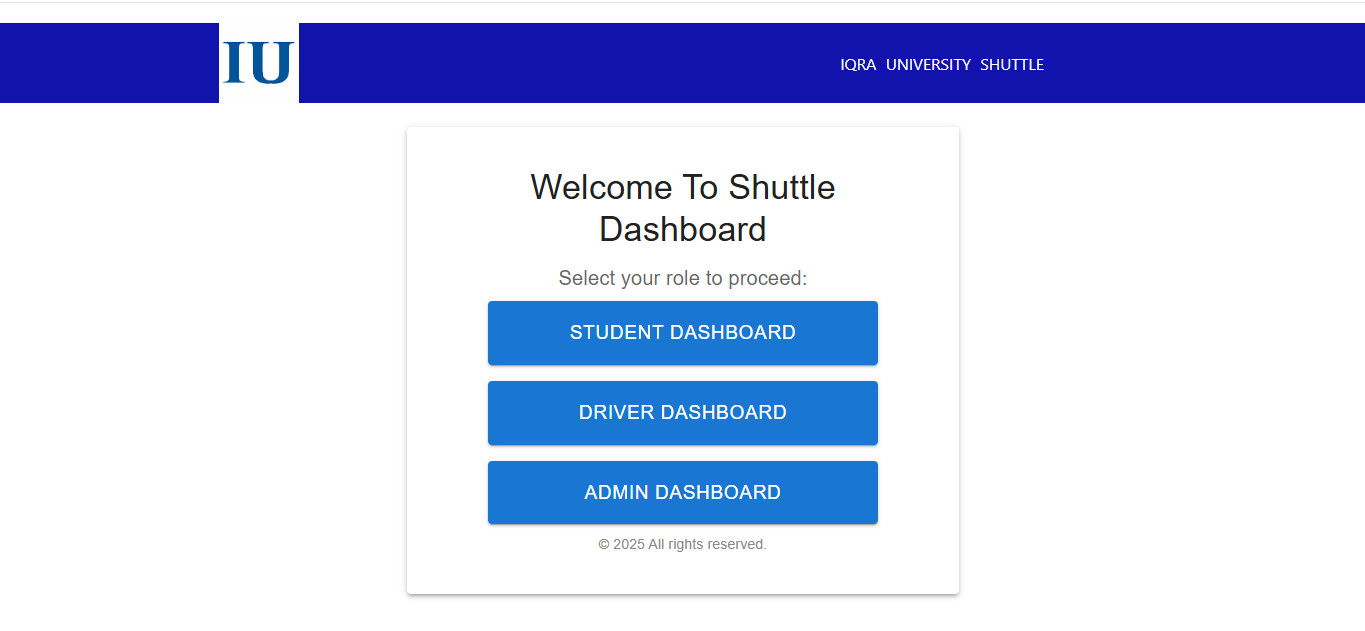 IU
IQRA UNIVERSITY SHUTTLE
Welcome To Shuttle
Dashboard
Select your role to proceed:
STUDENT DASHBOARD
DRIVER DASHBOARD
ADMIN DASHBOARD
© 2025 All rights reserved.